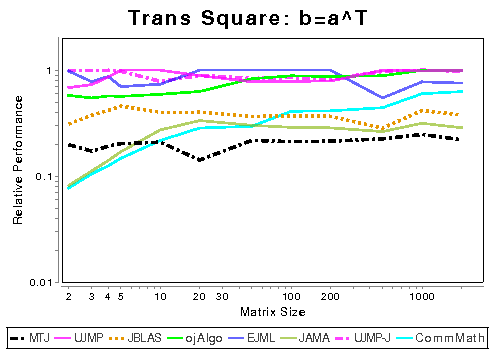 Trans Square: b=a^T
Relative Performance
1
0.1
0.01
2 3 4 5 10 20 30 100 200 1000
Matrix Size
MTJ UJMP JBLAS ojAlgo EJML JAMA UJMP-J CommMath